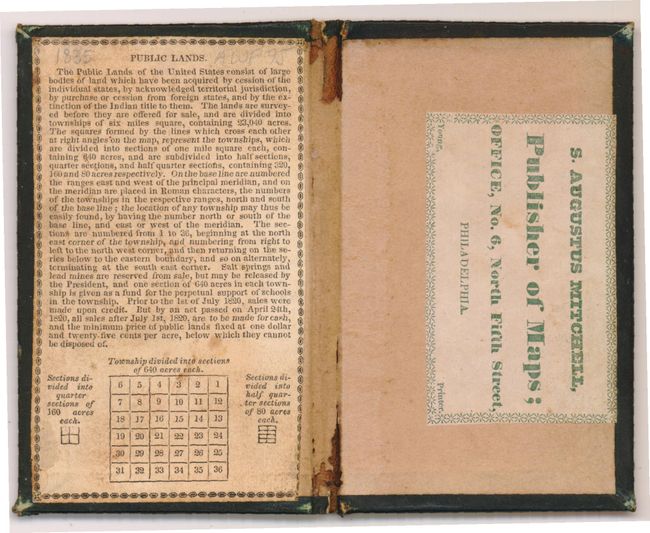 1835 AWF 75
PUBLIC LANDS.
The Public Lands of the United States consist of large
bodies of land which have been acquired by cession of the
individual states, by acknowledged territorial jurisdiction,
by purchase or cession from foreign states, and by the ex-
tinction of the Indian title to them. The lands are survey-
ed before they are offered for sale, and are divided into
townships of six miles square, containing 23,040 acres.
The squares formed by the lines which cross each other
at right angles on the map, represent the townships, which
are divided into sections of one mile square each, con-
taining 640 acres, and are subdivided into half sections,
quarter sections, and half quarter sections, containing 320,
160 and 80 acres respectively. On the base line are numbered
the ranges east and west of the principal meridian, and on
the meridian are placed in Roman characters, the numbers
of the townships in the respective ranges, north and south
of the base line; the location of any township may thus be
easily found, by having the number north or south of the
base line, and east or west of the meridian. The sec-
tions are numbered from 1 to 36, beginning at the north
east corner of the township, and numbering from right to
left to the north west corner, and then returning on the se-
ries below to the eastern boundary, and so on alternately,
terminating at the south east corner. Salt springs and
lead mines are reserved from sale, but may be released by
the President, and one section of 640 acres in each town-
ship is given as a fund for the perpetual support of schools
in the township. Prior to the 1st of July 1820, sales were
made upon credit. But by an act passed on April 24th,
1820, all sales after July 1st, 1820, are to be made for cash,
and the minimum price of public lands fixed at one dollar
and twenty-five cents per acre, below which they cannot
be disposed of.
Township divided into sections
of 640 acres each.
Sections di-
vided into
quarter
sections of
160 acres
each.
6 5 4 3 2 1
7 8 9 10 11 12
18 17 16 15 14 13
19 20 21 22 23 24
30 29 28 27 26 25
31 32 33 34 35 36
Sections di-
vided into
half quar-
ter sections
of 80 acres
each.
S. AUGUSTUS MITCHELL,
Publisher of Maps;
OFFICE, No. 6, North Fifth Street,
PHILADELPHIA.
Young, Printer.